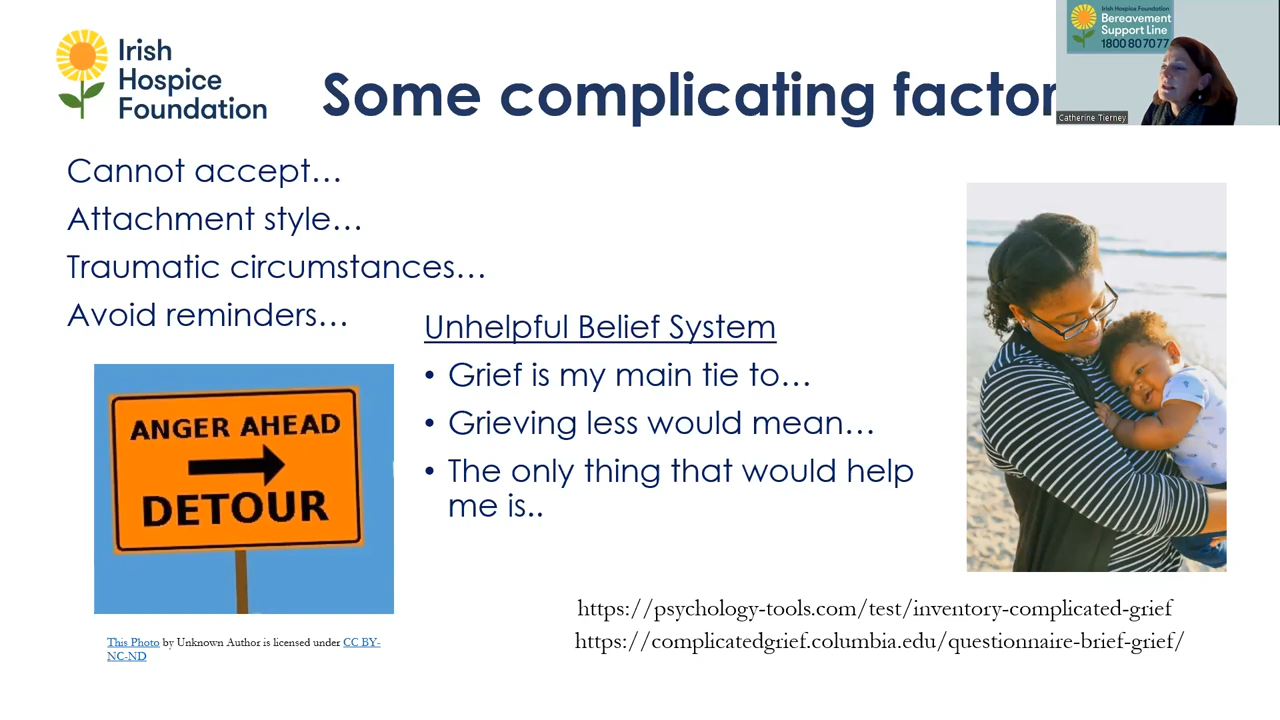 Irish
Hospice
Foundation
Some complicating factor
Irish Hospice Foundation
Bereavement
Support Line
1800 80 70 77
Catherine Tierney
Cannot accept…
Attachment style…
Traumatic circumstances…
Avoid reminders…
Unhelpful Belief System
• Grief is my main tie to…
• Grieving less would mean…
• The only thing that would help
me is..
ANGER AHEAD
DETOUR
This Photo by Unknown Author is licensed under CC BY-
NC-ND
https://psychology-tools.com/test/inventory-complicated-grief
https://complicatedgrief.columbia.edu/questionnaire-brief-grief/